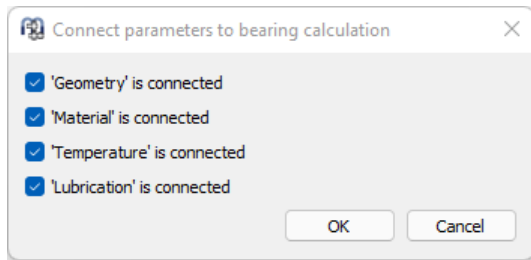 Connect parameters to bearing calculation
'Geometry' is connected
'Material' is connected
'Temperature' is connected
'Lubrication' is connected
OK Cancel